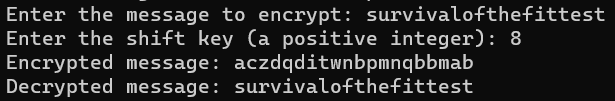 Enter the message to encrypt: survivalofthefittest
Enter the shift key (a positive integer): 8
Encrypted message: aczdqditwnbpmnqbbmab
Decrypted message: survivalofthefittest